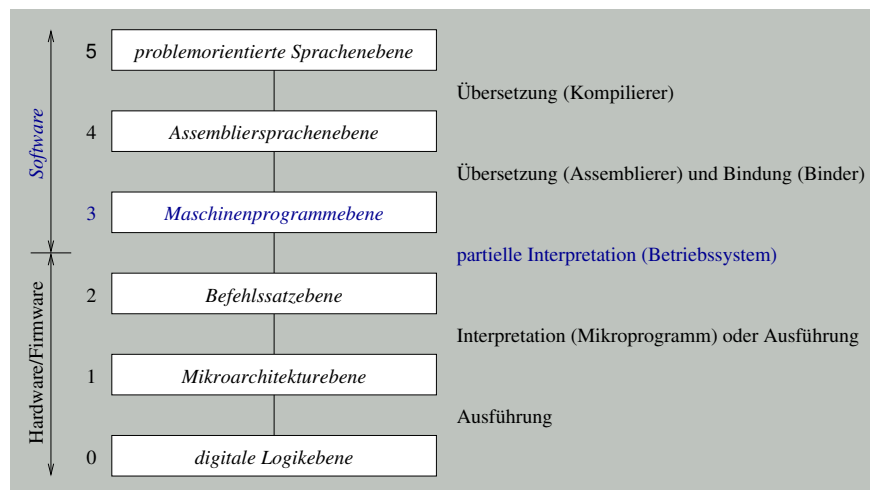 5 problemorientierte Sprachenebene
Übersetzung (Kompilierer)
4 Assembliersprachenebene
Übersetzung (Assemblierer) und Bindung (Binder)
3 Maschinenprogrammebene
partielle Interpretation (Betriebssystem)
2 Befehlssatzebene
Interpretation (Mikroprogramm) oder Ausführung
1 Mikroarchitekturebene
Ausführung
0 digitale Logikebene
Software
Hardware/Firmware